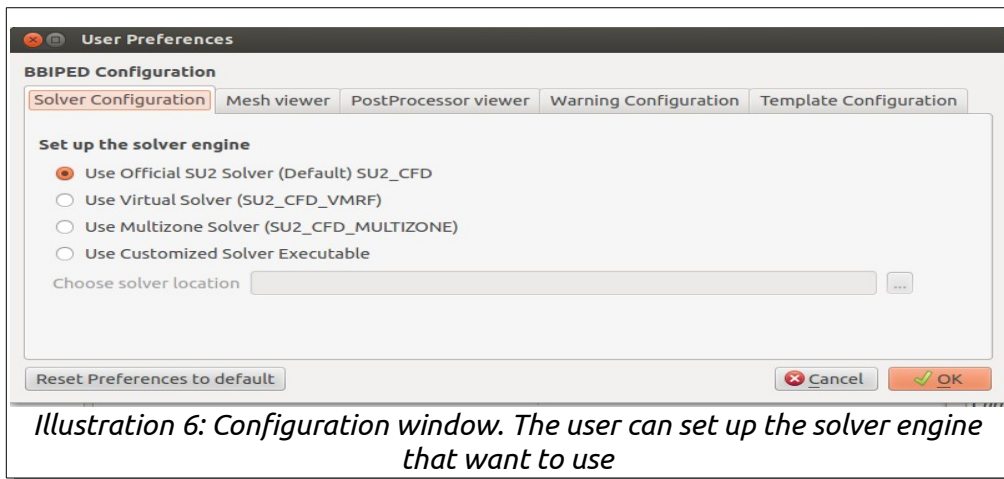 User Preferences
BBIPED Configuration
Solver Configuration Mesh viewer PostProcessor viewer Warning Configuration Template Configuration
Set up the solver engine
Use Official SU2 Solver (Default) SU2_CFD
Use Virtual Solver (SU2_CFD_VMRF)
Use Multizone Solver (SU2_CFD_MULTIZONE)
Use Customized Solver Executable
Choose solver location ...
Reset Preferences to default Cancel OK
Illustration 6: Configuration window. The user can set up the solver engine
that want to use